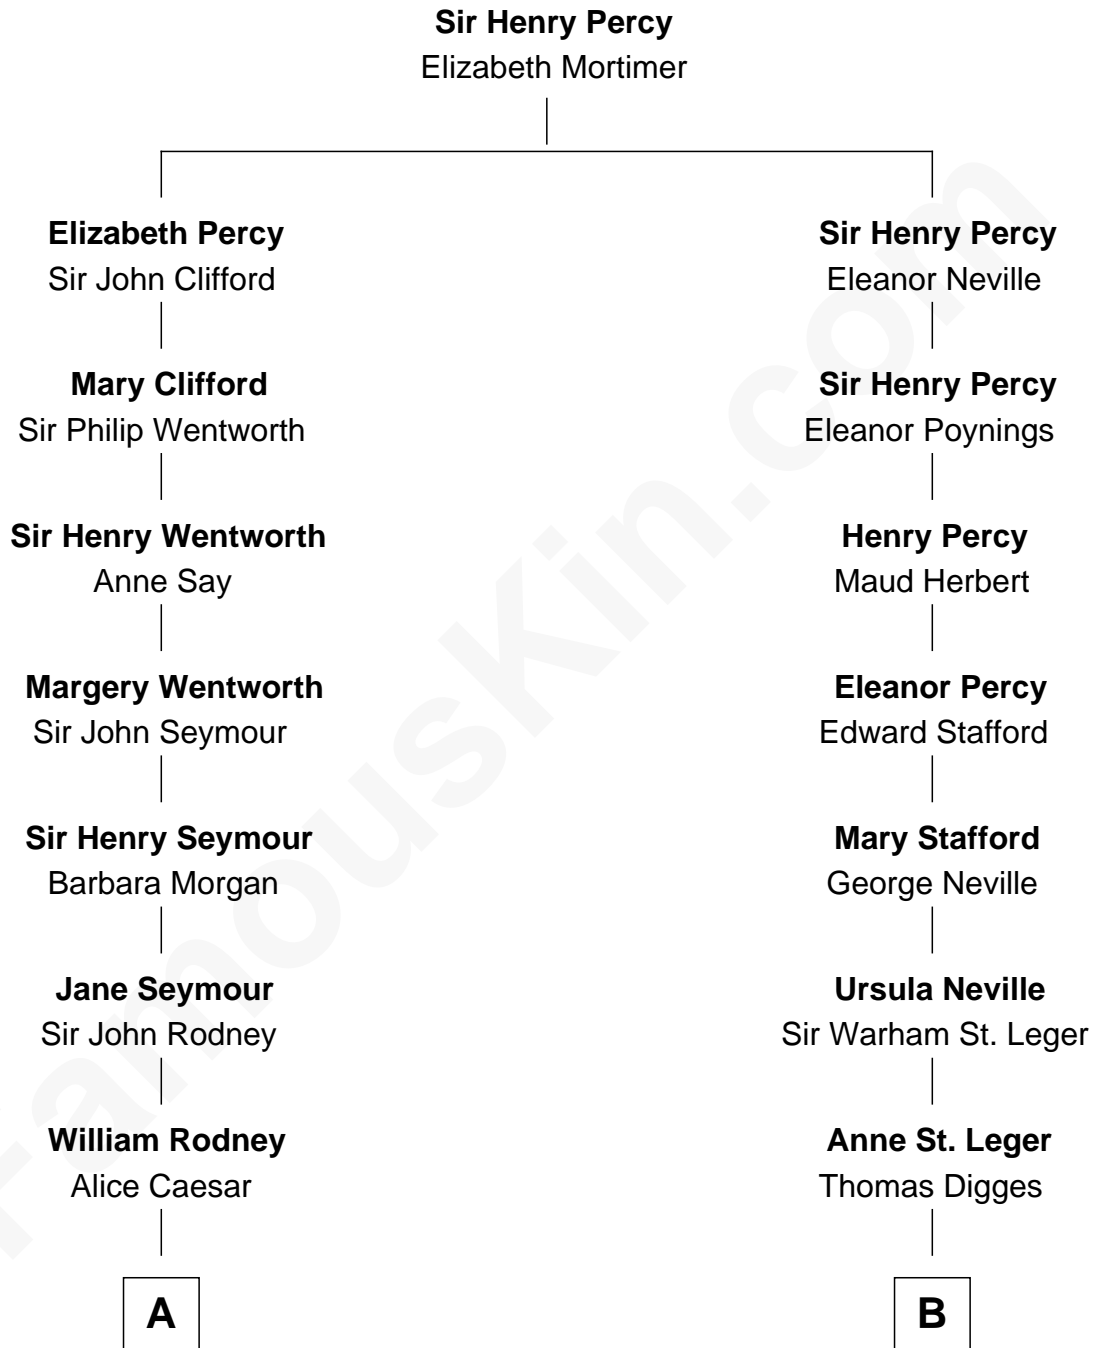 Sir Henry Percy
Elizabeth Mortimer
Elizabeth Percy
Sir John Clifford
Sir Henry Percy
Eleanor Neville
Mary Clifford
Sir Philip Wentworth
Sir Henry Percy
Eleanor Poynings
Sir Henry Wentworth
Anne Say
Henry Percy
Maud Herbert
Margery Wentworth
Sir John Seymour
Eleanor Percy
Edward Stafford
Sir Henry Seymour
Barbara Morgan
Mary Stafford
George Neville
Jane Seymour
Sir John Rodney
Ursula Neville
Sir Warham St. Leger
William Rodney
Alice Caesar
Anne St. Leger
Thomas Digges
A
B
FamousKin.com